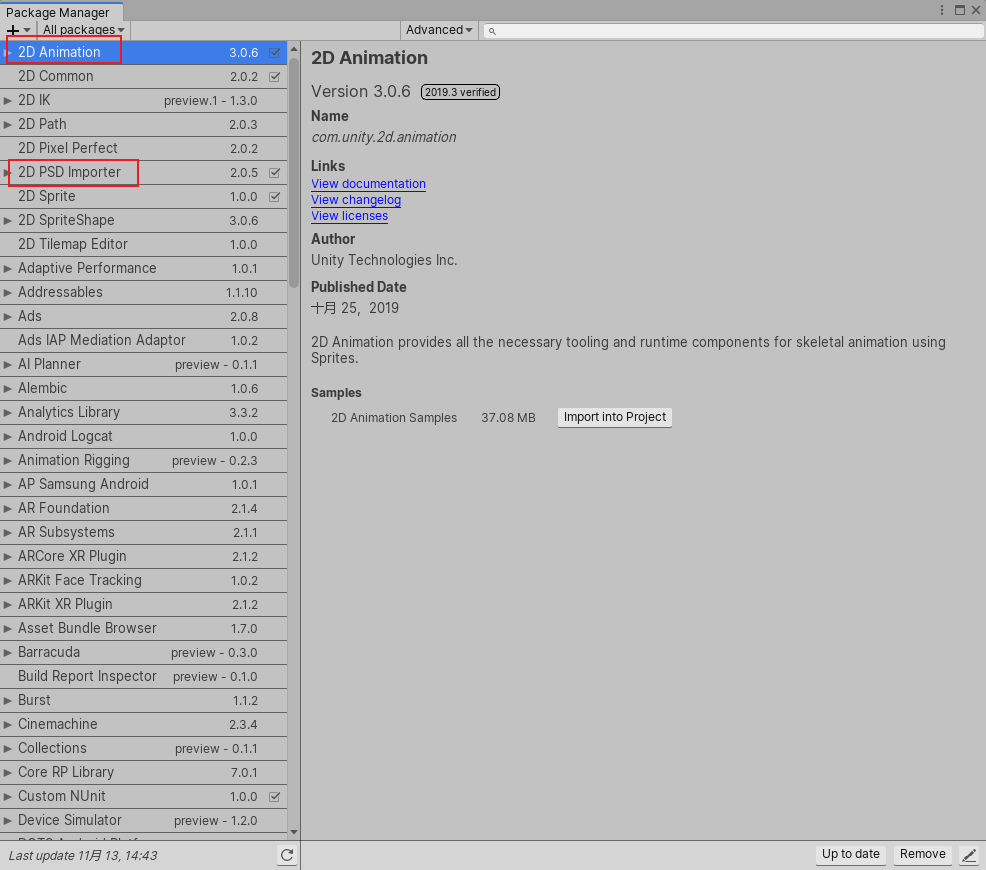 Package Manager
All packages
Advanced
2D Animation 3.0.6
2D Common 2.0.2
2D IK preview.1 - 1.3.0
2D Path 2.0.3
2D Pixel Perfect 2.0.2
2D PSD Importer 2.0.5
2D Sprite 1.0.0
2D SpriteShape 3.0.6
2D Tilemap Editor 1.0.0
Adaptive Performance 1.0.1
Addressables 1.1.10
Ads 2.0.8
Ads IAP Mediation Adaptor 1.0.2
AI Planner preview - 0.1.1
Alembic 1.0.6
Analytics Library 3.3.2
Android Logcat 1.0.0
Animation Rigging preview - 0.2.3
AP Samsung Android 1.0.1
AR Foundation 2.1.4
AR Subsystems 2.1.1
ARCore XR Plugin 2.1.2
ARKit Face Tracking 1.0.2
ARKit XR Plugin 2.1.2
Asset Bundle Browser 1.7.0
Barracuda preview - 0.3.0
Build Report Inspector preview - 0.1.0
Burst 1.1.2
Cinemachine 2.3.4
Collections preview - 0.1.1
Core RP Library 7.0.1
Custom NUnit 1.0.0
Device Simulator preview - 1.2.0
Last update 11月 13, 14:43
2D Animation
Version 3.0.6 2019.3 verified
Name
com.unity.2d.animation
Links
View documentation
View changelog
View licenses
Author
Unity Technologies Inc.
Published Date
十月 25, 2019
2D Animation provides all the necessary tooling and runtime components for skeletal animation using
Sprites.
Samples
2D Animation Samples 37.08 MB Import into Project
Up to date Remove